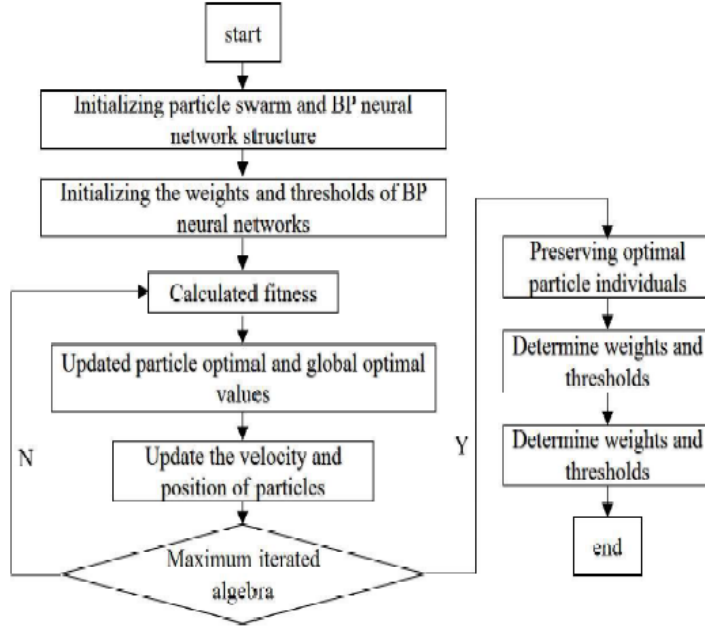 start
Initializing particle swarm and BP neural
network structure
Initializing the weights and thresholds of BP
neural networks
Calculated fitness
Updated particle optimal and global optimal
values
Update the velocity and
position of particles
Maximum iterated
algebra
N
Y
Preserving optimal
particle individuals
Determine weights and
thresholds
Determine weights and
thresholds
end